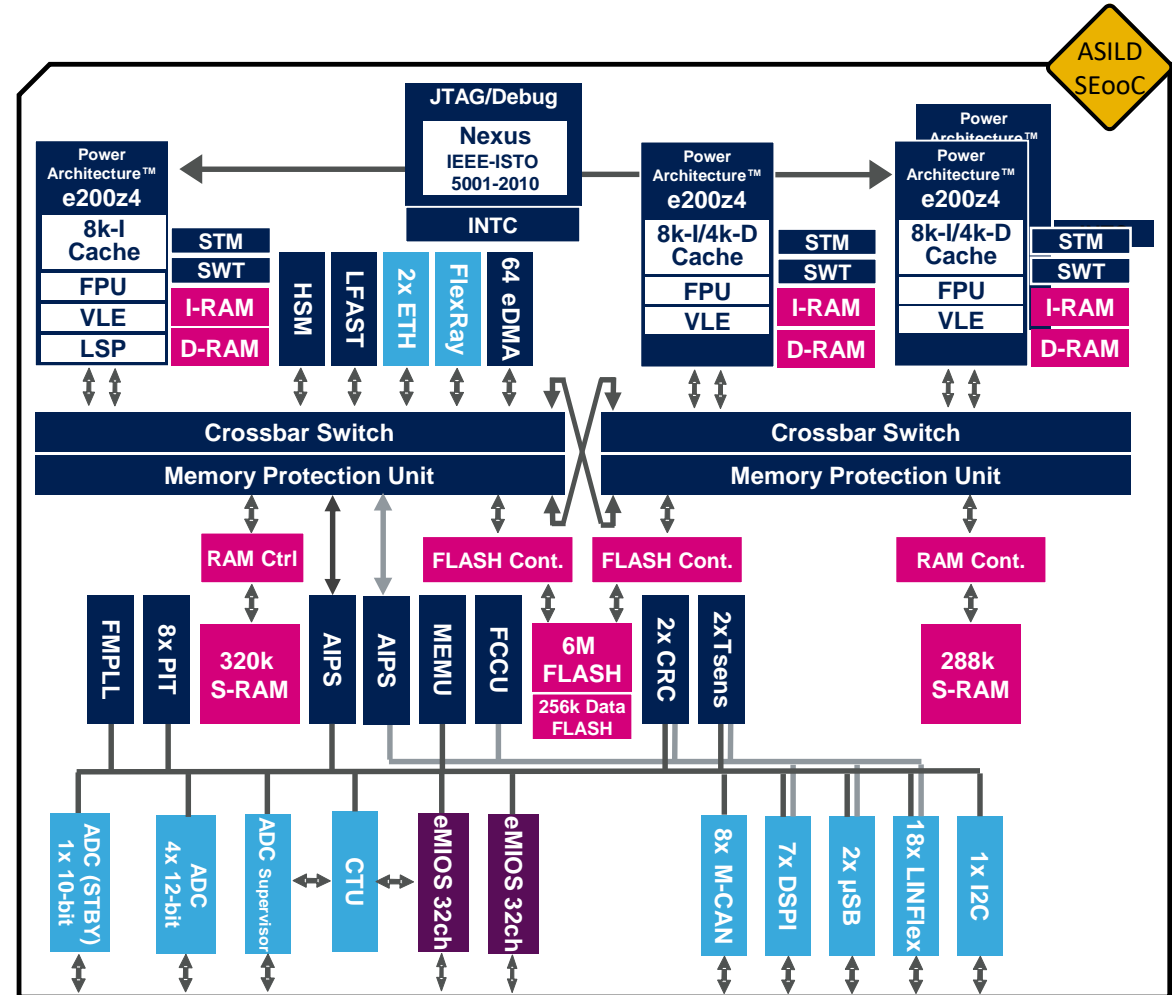 ASILD
SEooC
JTAG/Debug
Nexus
IEEE-ISTO
5001-2010
INTC
Power
Architecture™
e200z4
8k-I
Cache
FPU
VLE
LSP
STM
SWT
I-RAM
D-RAM
HSM
LFAST
2x ETH
FlexRay
64 eDMA
Power
Architecture™
e200z4
8k-I/4k-D
Cache
FPU
VLE
STM
SWT
I-RAM
D-RAM
Power
Architecture™
Power
Architecture™
e200z4
8k-I/4k-D
Cache
FPU
VLE
STM
SWT
I-RAM
D-RAM
Crossbar Switch
Memory Protection Unit
Crossbar Switch
Memory Protection Unit
RAM Ctrl
FLASH Cont.
FLASH Cont.
RAM Cont.
FMPLL
8x PIT
320k
S-RAM
AIPS
AIPS
MEMU
FCCU
6M
FLASH
256k Data
FLASH
2x CRC
2xTsens
288k
S-RAM
ADC (STBY)
1x 10-bit
ADC
4x 12-bit
ADC Supervisor
CTU
eMIOS 32ch
eMIOS 32ch
8x M-CAN
7x DSPI
2x µSB
18x LINFlex
1x I2C